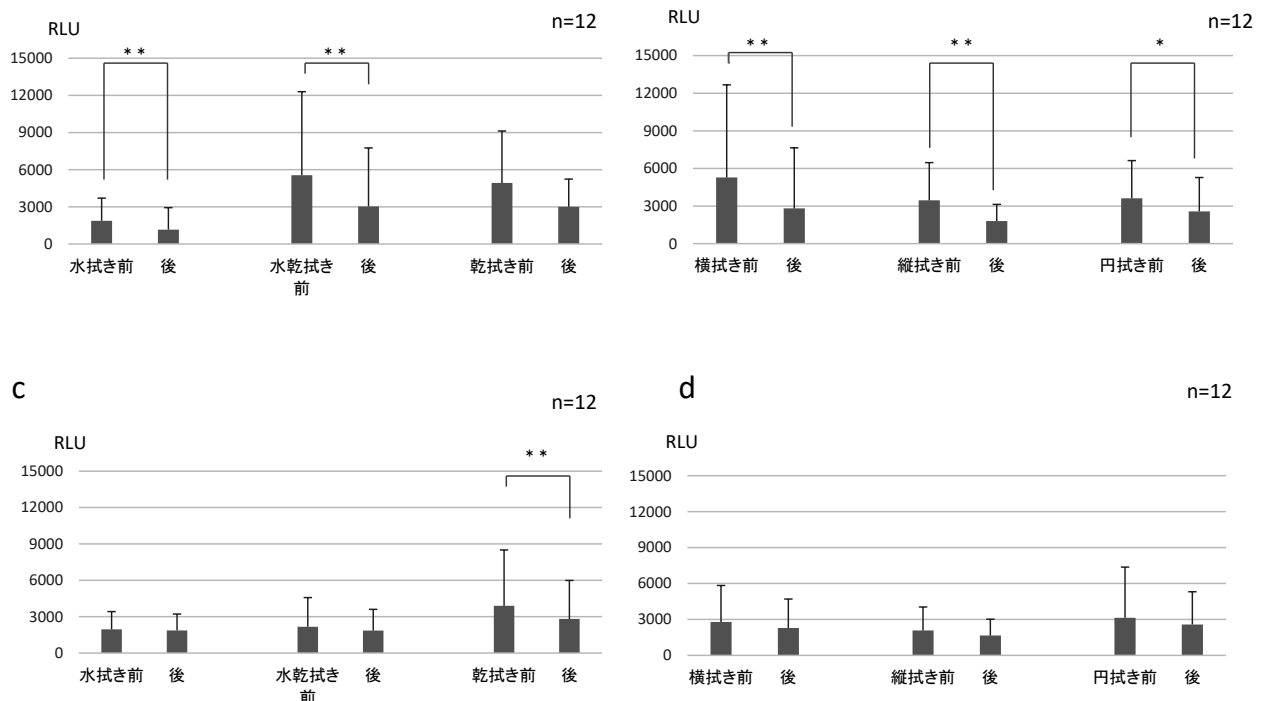 RLU
n=12
15000
12000
9000
6000
3000
0
**
**
水拭き前
後
水乾拭き
前
後
乾拭き前
後
RLU
n=12
15000
12000
9000
6000
3000
0
**
**
*
横拭き前
後
縦拭き前
後
円拭き前
後
c
n=12
RLU
15000
12000
9000
6000
3000
0
**
水拭き前
後
水乾拭き
前
後
乾拭き前
後
d
n=12
RLU
15000
12000
9000
6000
3000
0
横拭き前
後
縦拭き前
後
円拭き前
後